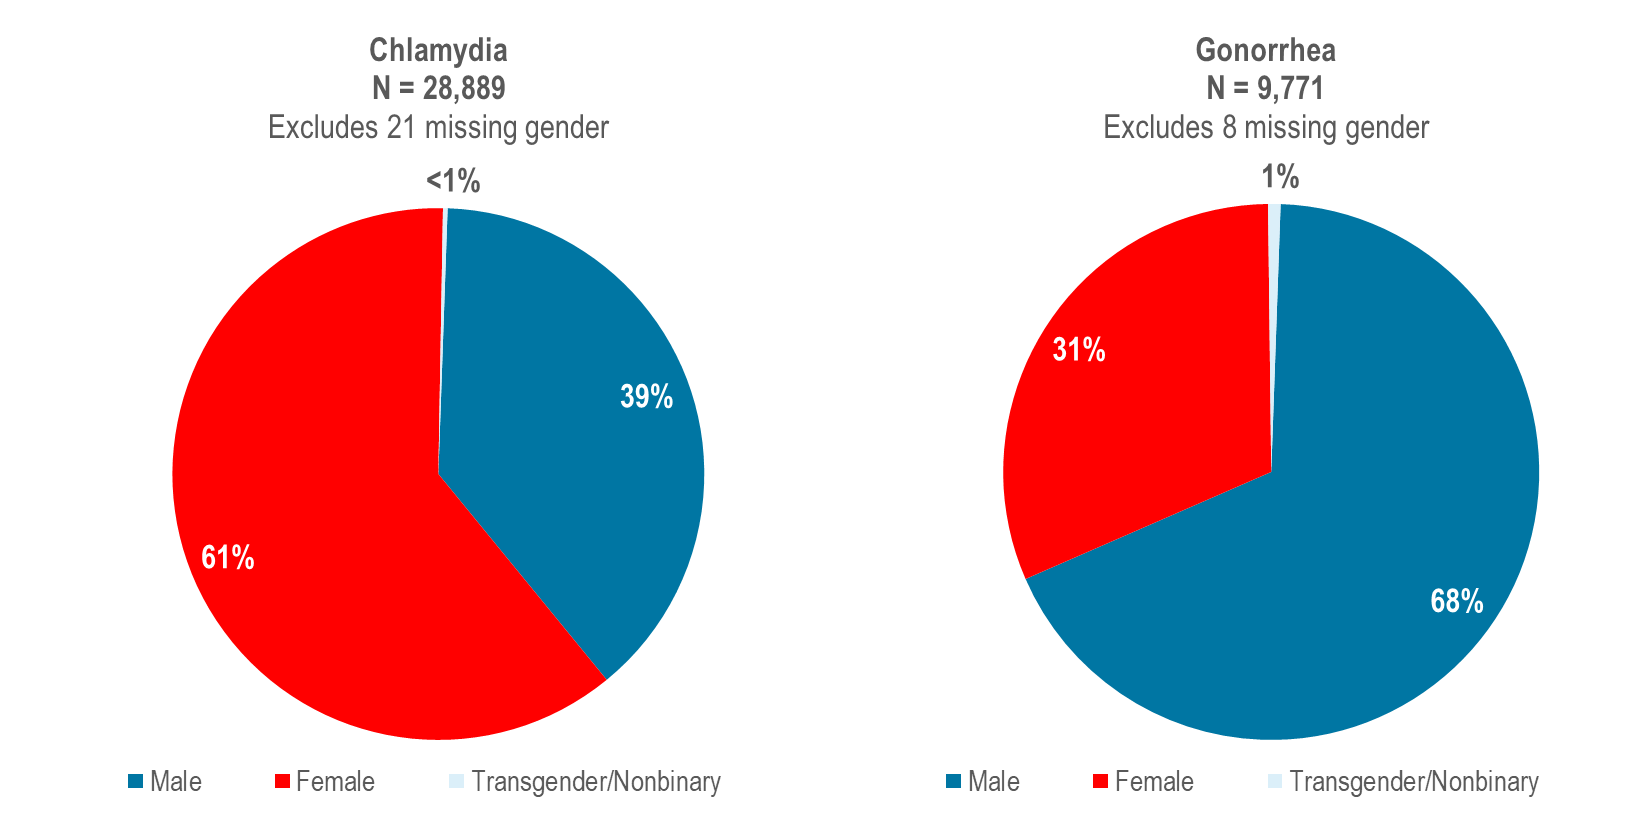 Chlamydia
N = 28,889
Excludes 21 missing gender
<1%
39%
61%
Male
Female
Transgender/Nonbinary
Gonorrhea
N = 9,771
Excludes 8 missing gender
1%
31%
68%
Male
Female
Transgender/Nonbinary